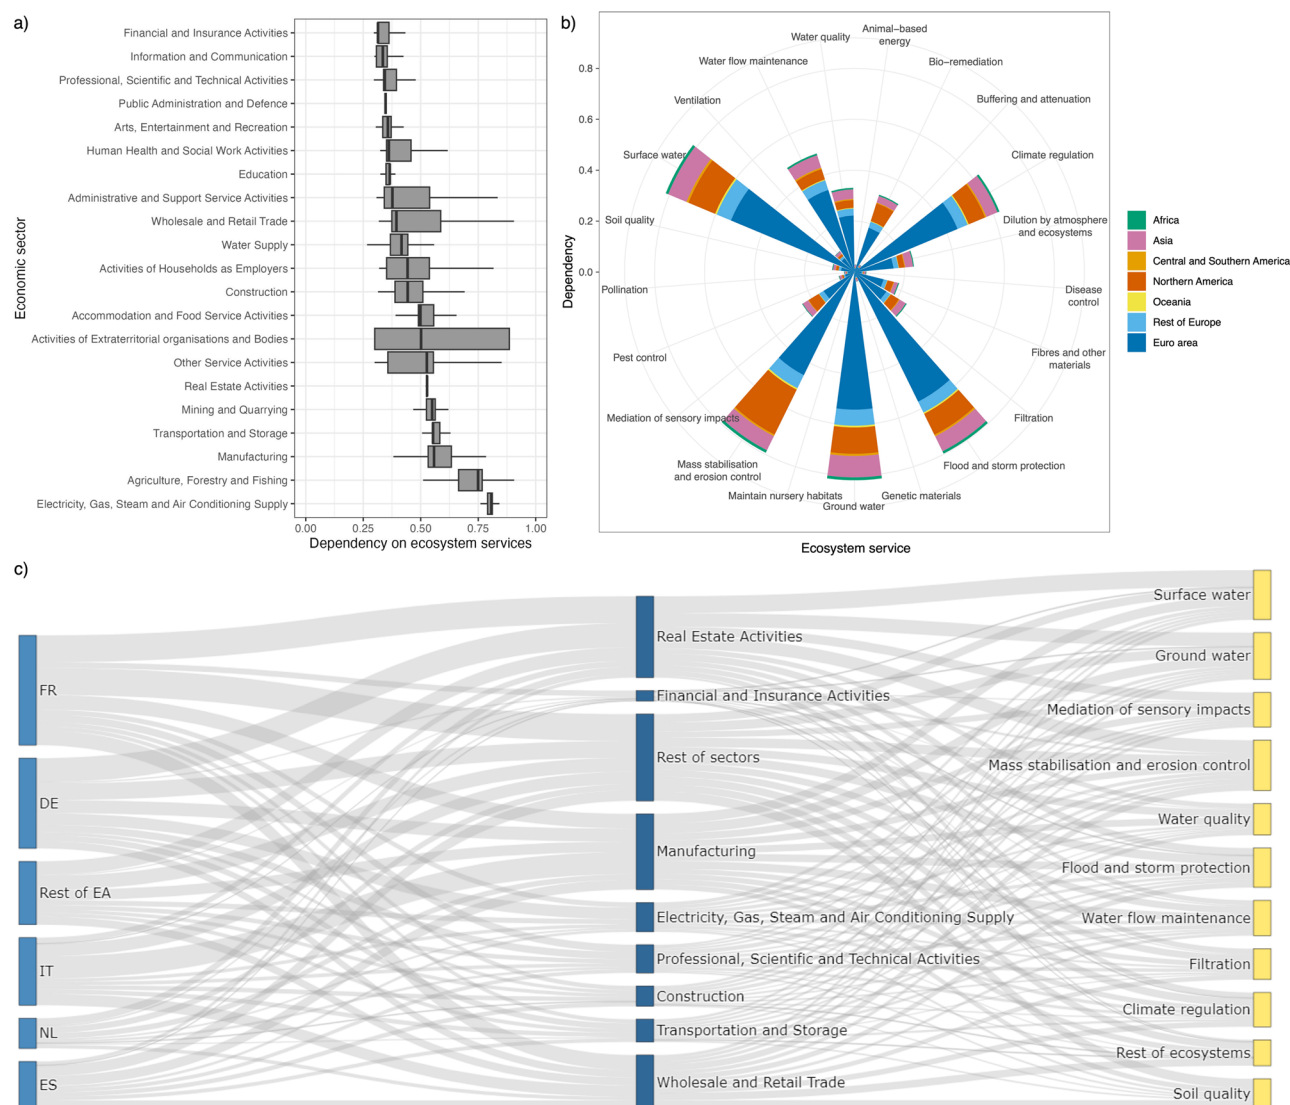 a)
Economic sector
Financial and Insurance Activities
Information and Communication
Professional, Scientific and Technical Activities
Public Administration and Defence
Arts, Entertainment and Recreation
Human Health and Social Work Activities
Education
Administrative and Support Service Activities
Wholesale and Retail Trade
Water Supply
Activities of Households as Employers
Construction
Accommodation and Food Service Activities
Activities of Extraterritorial organisations and Bodies
Other Service Activities
Real Estate Activities
Mining and Quarrying
Transportation and Storage
Manufacturing
Agriculture, Forestry and Fishing
Electricity, Gas, Steam and Air Conditioning Supply
0.00 0.25 0.50 0.75 1.00
Dependency on ecosystem services
b)
Dependency
0.8
0.6
0.4
0.2
0.0
Animal-based
energy
Bio-remediation
Buffering and attenuation
Climate regulation
Dilution by atmosphere
and ecosystems
Disease
control
Fibres and other
materials
Filtration
Flood and storm protection
Genetic materials
Ground water
Maintain nursery habitats
Mass stabilisation
and erosion control
Mediation of sensory impacts
Pest control
Pollination
Soil quality
Surface water
Ventilation
Water flow maintenance
Water quality
Ecosystem service
Africa
Asia
Central and Southern America
Northern America
Oceania
Rest of Europe
Euro area
c)
FR
DE
Rest of EA
IT
NL
ES
Real Estate Activities
Financial and Insurance Activities
Rest of sectors
Manufacturing
Electricity, Gas, Steam and Air Conditioning Supply
Professional, Scientific and Technical Activities
Construction
Transportation and Storage
Wholesale and Retail Trade
Surface water
Ground water
Mediation of sensory impacts
Mass stabilisation and erosion control
Water quality
Flood and storm protection
Water flow maintenance
Filtration
Climate regulation
Rest of ecosystems
Soil quality